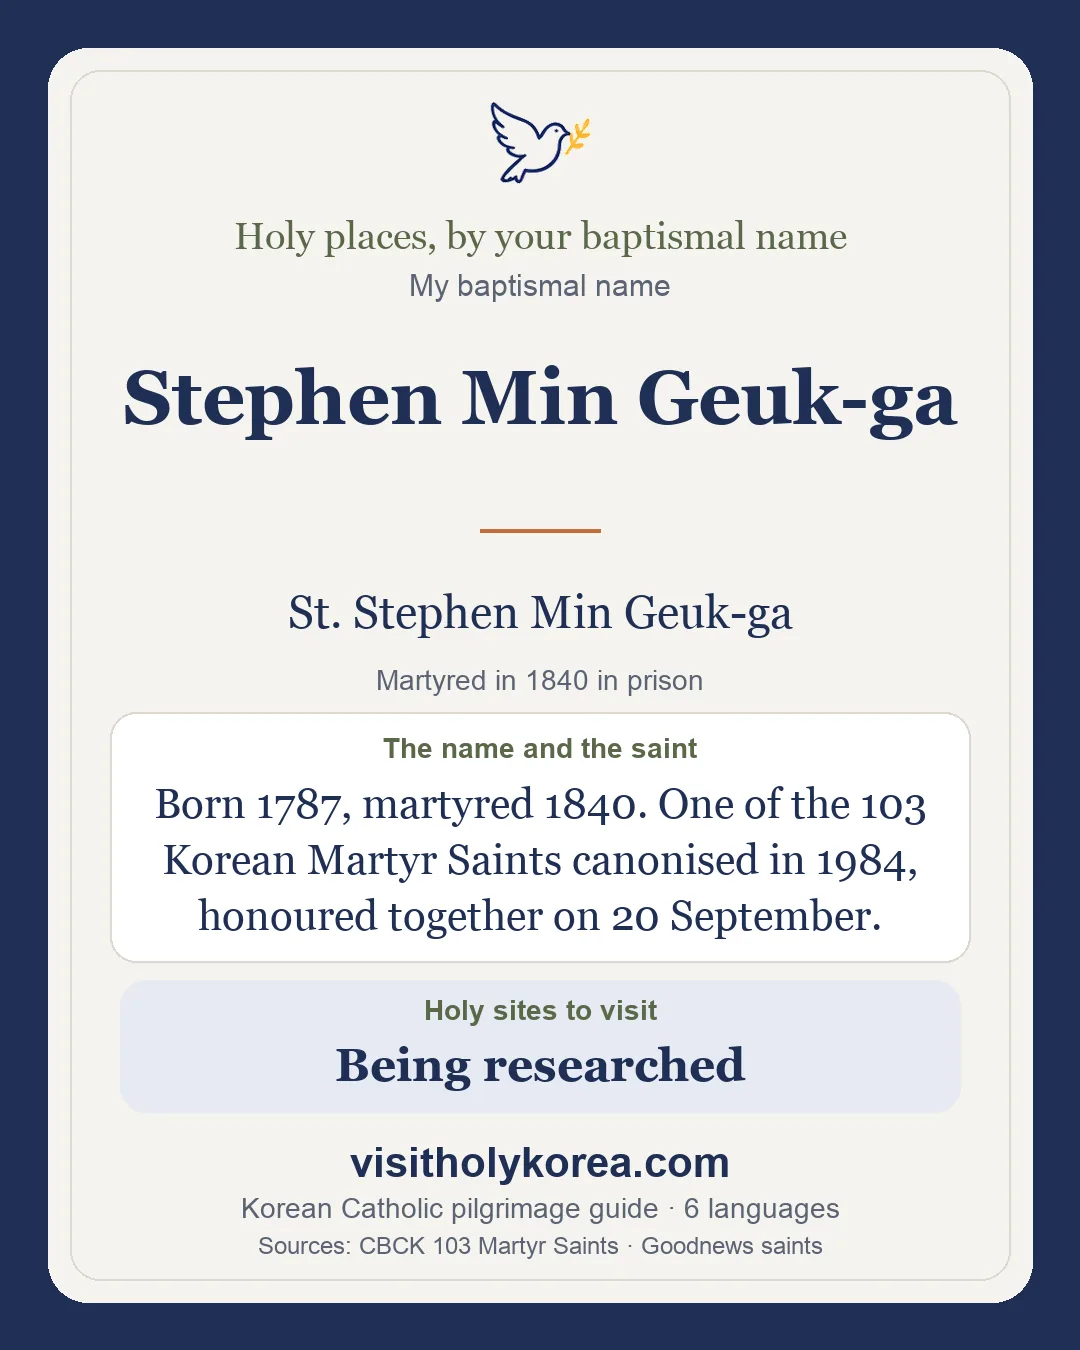 Holy places, by your baptismal name
My baptismal name
Stephen Min Geuk-ga
St. Stephen Min Geuk-ga
Martyred in 1840 in prison
The name and the saint
Born 1787, martyred 1840. One of the 103
Korean Martyr Saints canonised in 1984,
honoured together on 20 September.
Holy sites to visit
Being researched
visitholykorea.com
Korean Catholic pilgrimage guide · 6 languages
Sources: CBCK 103 Martyr Saints · Goodnews saints